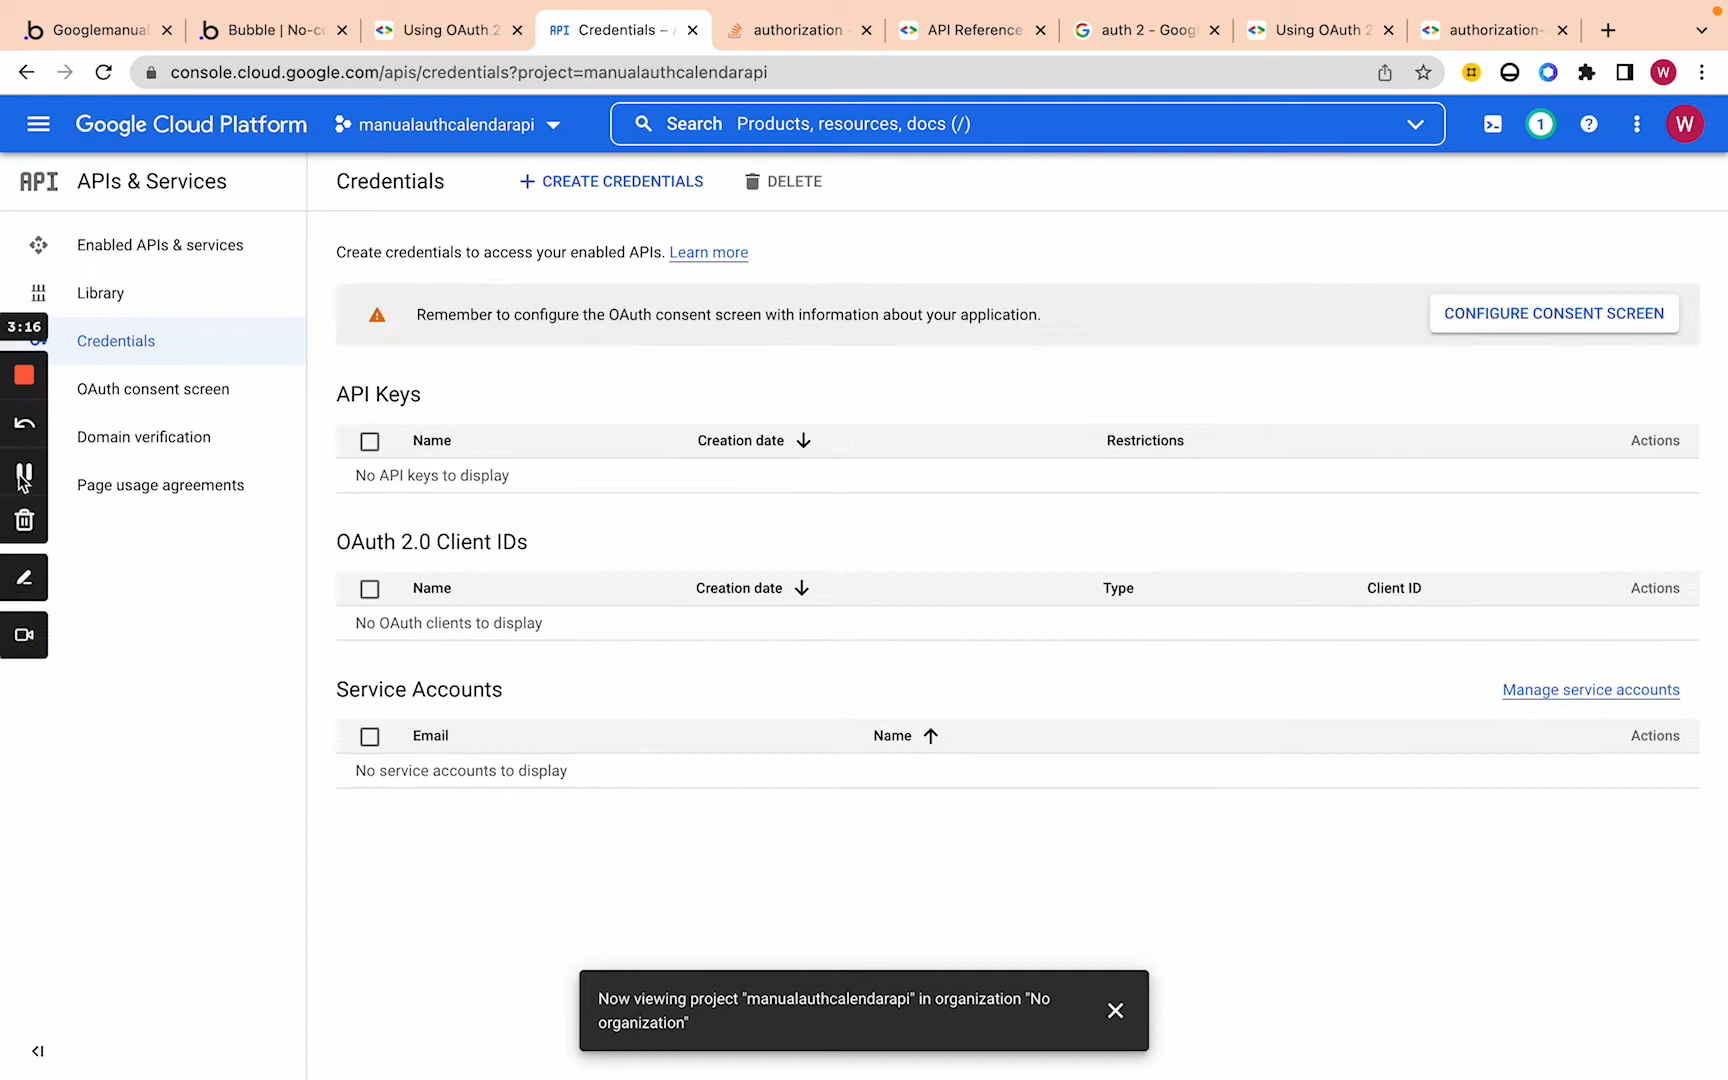 Googlemanual
Bubble | No-co
Using OAuth 2
API Credentials – A
authorization
API Reference
auth 2 - Googl
Using OAuth 2
authorization-
console.cloud.google.com/apis/credentials?project=manualauthcalendarapi
W
Google Cloud Platform
manualauthcalendarapi
Search Products, resources, docs (/)
1
W
API APIs & Services
Credentials
CREATE CREDENTIALS
DELETE
Enabled APIs & services
Library
Credentials
OAuth consent screen
Domain verification
Page usage agreements
3:16
Create credentials to access your enabled APIs. Learn more
Remember to configure the OAuth consent screen with information about your application.
CONFIGURE CONSENT SCREEN
API Keys
Name Creation date Restrictions Actions
No API keys to display
OAuth 2.0 Client IDs
Name Creation date Type Client ID Actions
No OAuth clients to display
Service Accounts
Manage service accounts
Email Name Actions
No service accounts to display
Now viewing project "manualauthcalendarapi" in organization "No
organization"